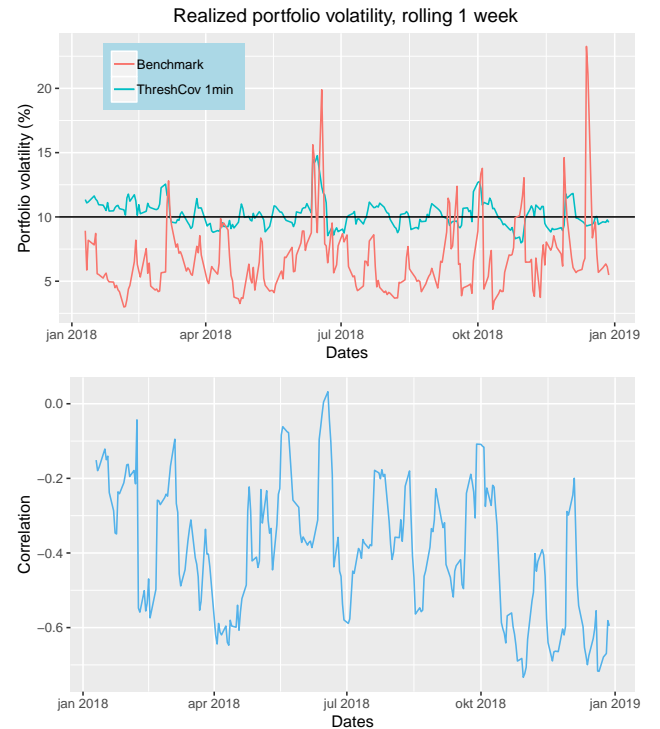 Realized portfolio volatility, rolling 1 week
Portfolio volatility (%)
20
15
10
5
Benchmark
ThreshCov 1min
jan 2018
apr 2018
jul 2018
okt 2018
jan 2019
Dates
Correlation
0.0
−0.2
−0.4
−0.6
jan 2018
apr 2018
jul 2018
okt 2018
jan 2019
Dates